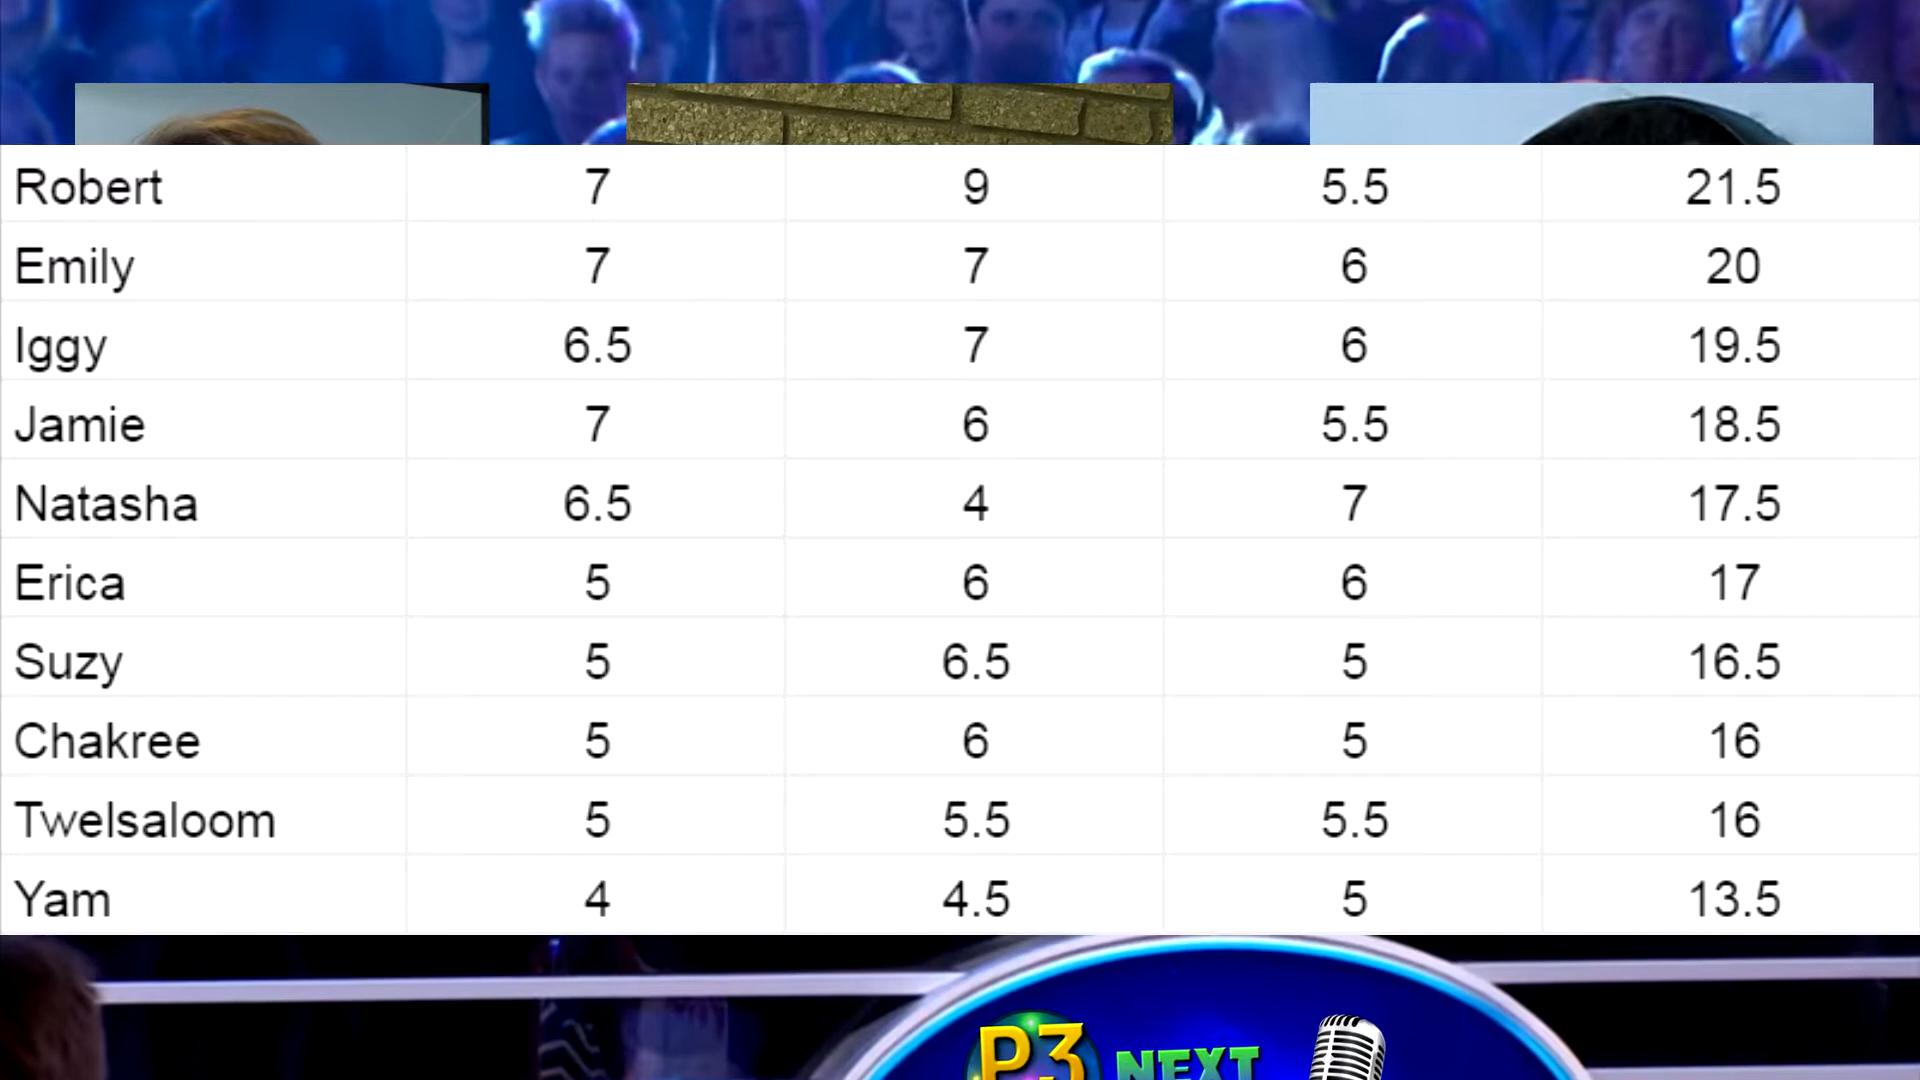 Robert 7 9 5.5 21.5
Emily 7 7 6 20
Iggy 6.5 7 6 19.5
Jamie 7 6 5.5 18.5
Natasha 6.5 4 7 17.5
Erica 5 6 6 17
Suzy 5 6.5 5 16.5
Chakree 5 6 5 16
Twelsaloom 5 5.5 5.5 16
Yam 4 4.5 5 13.5
P3 NEXT